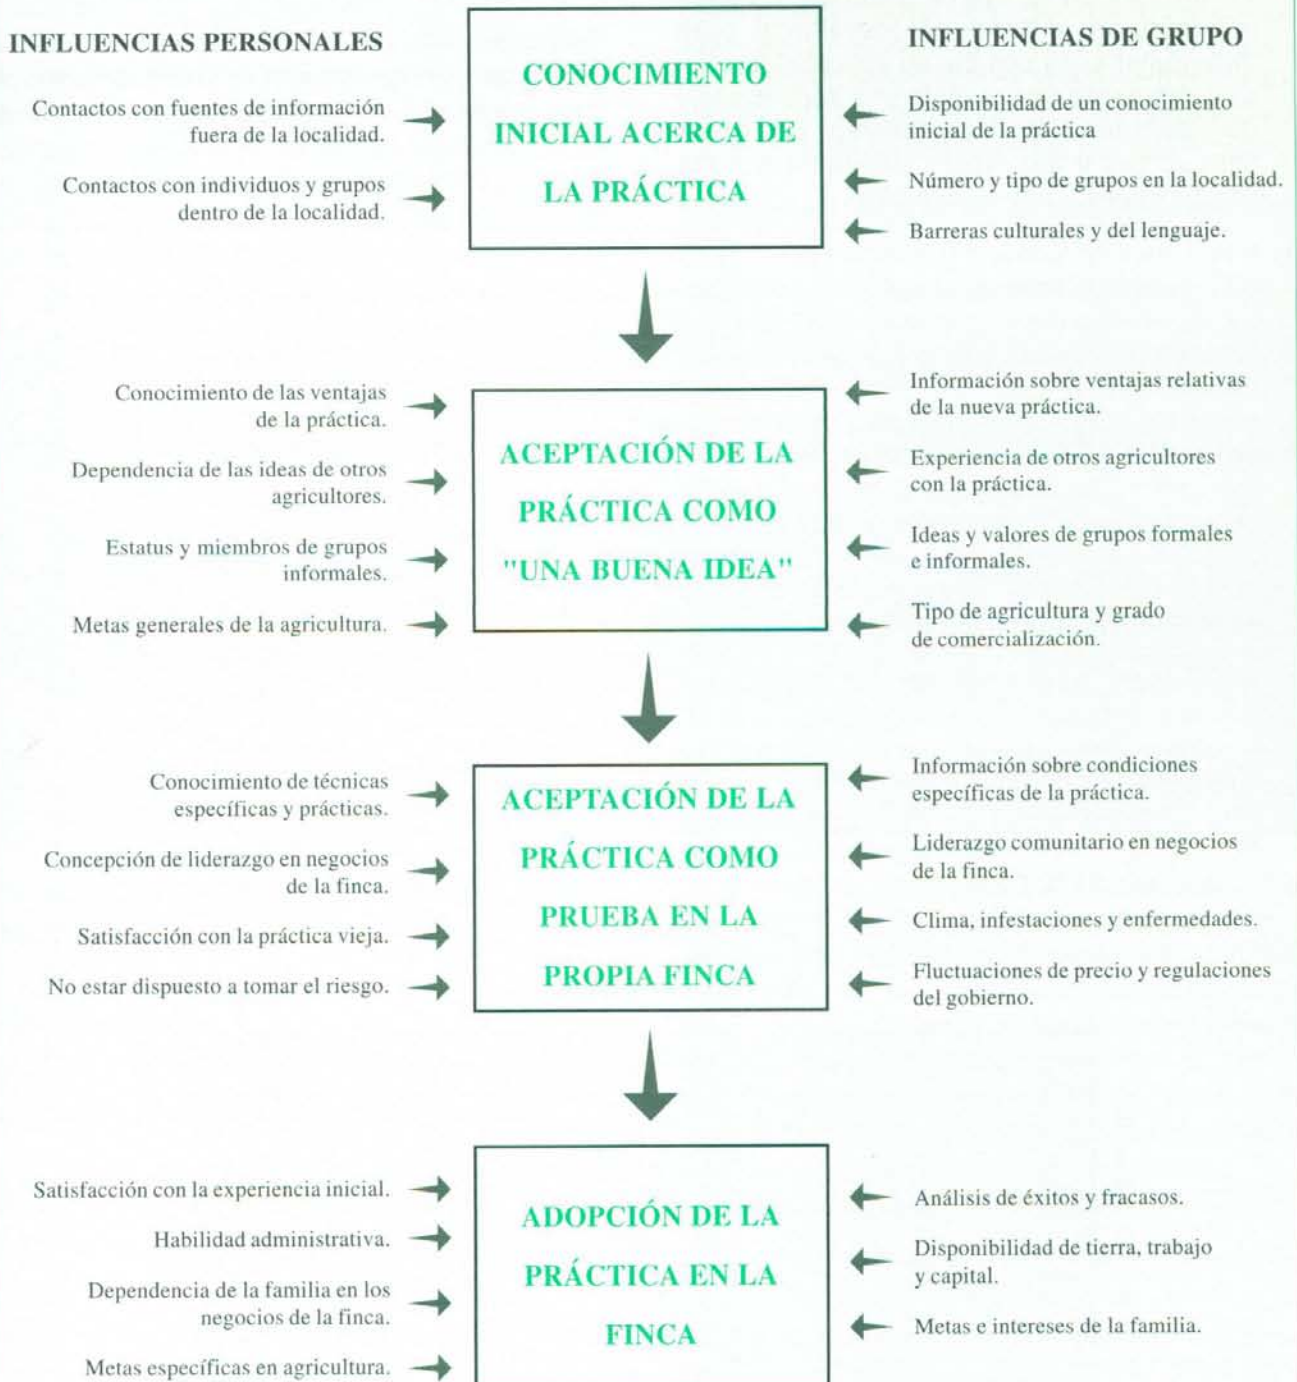 INFLUENCIAS PERSONALES
INFLUENCIAS DE GRUPO
CONOCIMIENTO
INICIAL ACERCA DE
LA PRÁCTICA
Contactos con fuentes de información
fuera de la localidad.
Contactos con individuos y grupos
dentro de la localidad.
Disponibilidad de un conocimiento
inicial de la práctica
Número y tipo de grupos en la localidad.
Barreras culturales y del lenguaje.
Conocimiento de las ventajas
de la práctica.
Dependencia de las ideas de otros
agricultores.
Estatus y miembros de grupos
informales.
Metas generales de la agricultura.
ACEPTACIÓN DE LA
PRÁCTICA COMO
"UNA BUENA IDEA"
Información sobre ventajas relativas
de la nueva práctica.
Experiencia de otros agricultores
con la práctica.
Ideas y valores de grupos formales
e informales.
Tipo de agricultura y grado
de comercialización.
Conocimiento de técnicas
específicas y prácticas.
Concepción de liderazgo en negocios
de la finca.
Satisfacción con la práctica vieja.
No estar dispuesto a tomar el riesgo.
ACEPTACIÓN DE LA
PRÁCTICA COMO
PRUEBA EN LA
PROPIA FINCA
Información sobre condiciones
específicas de la práctica.
Liderazgo comunitario en negocios
de la finca.
Clima, infestaciones y enfermedades.
Fluctuaciones de precio y regulaciones
del gobierno.
Satisfacción con la experiencia inicial.
Habilidad administrativa.
Dependencia de la familia en los
negocios de la finca.
Metas específicas en agricultura.
ADOPCIÓN DE LA
PRÁCTICA EN LA
FINCA
Análisis de éxitos y fracasos.
Disponibilidad de tierra, trabajo
y capital.
Metas e intereses de la familia.